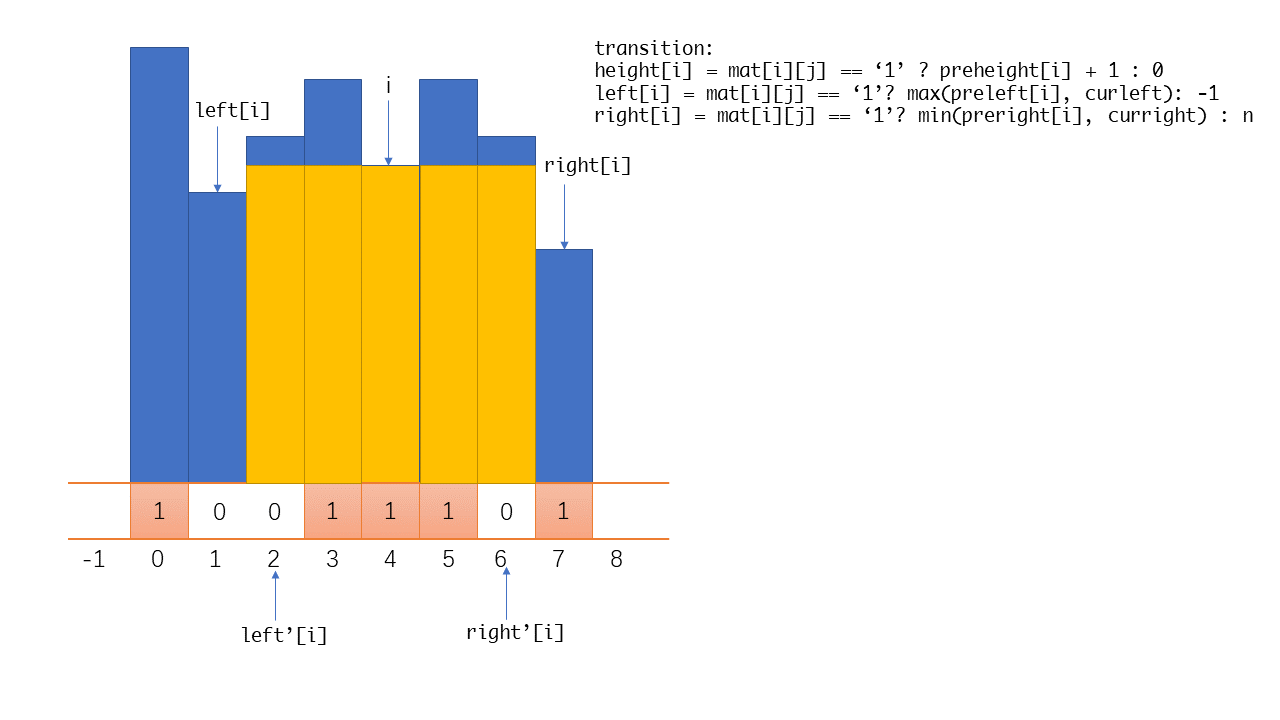 transition:
height[i] = mat[i][j] == ‘1’ ? preheight[i] + 1 : 0
left[i] = mat[i][j] == ‘1’? max(preleft[i], curleft): -1
right[i] = mat[i][j] == ‘1’? min(preright[i], curright) : n
i
left[i]
right[i]
1 0 0 1 1 1 0 1
-1 0 1 2 3 4 5 6 7 8
left’[i] right’[i]